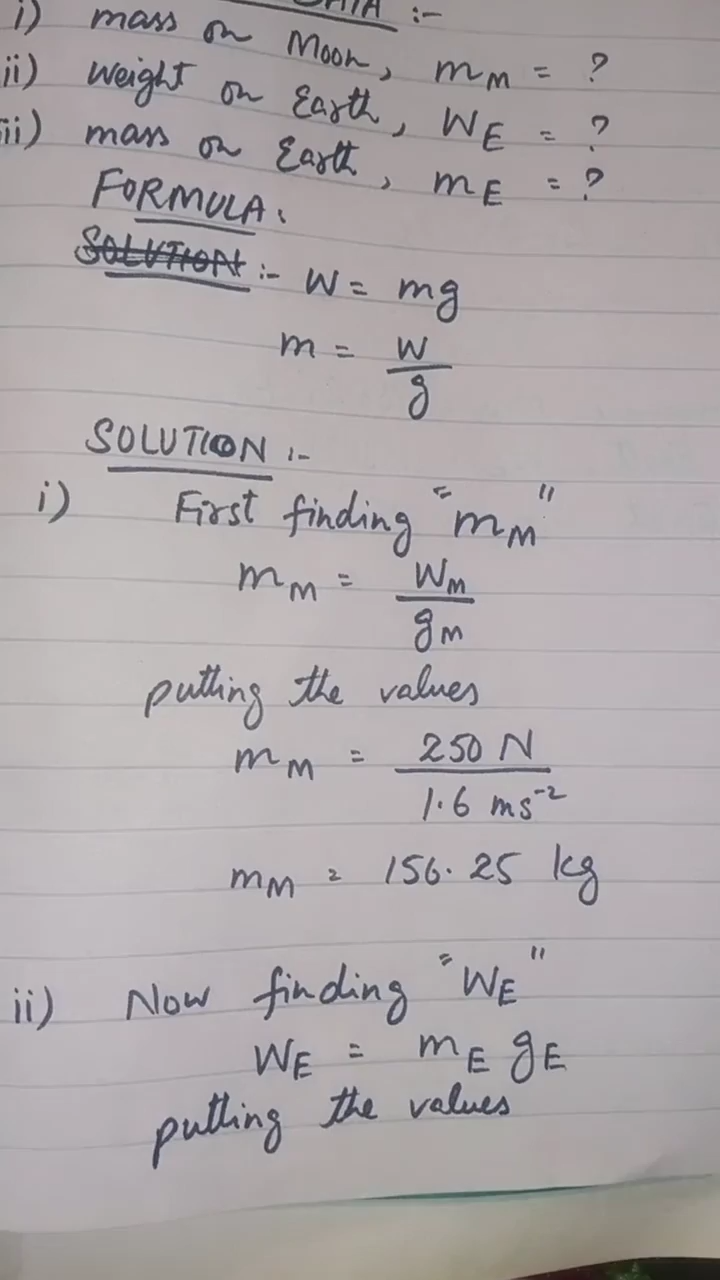 DATA :-
i) mass on Moon, mM = ?
ii) Weight on Earth, WE = ?
iii) mass on Earth, mE = ?
FORMULA:
SOLUTION :- W = mg
m = W
g
SOLUTION :-
i) First finding "mM"
mM = WM
gM
putting the values
mM = 250 N
1.6 ms⁻²
mM = 156.25 kg
ii) Now finding "WE"
WE = mE gE
putting the values